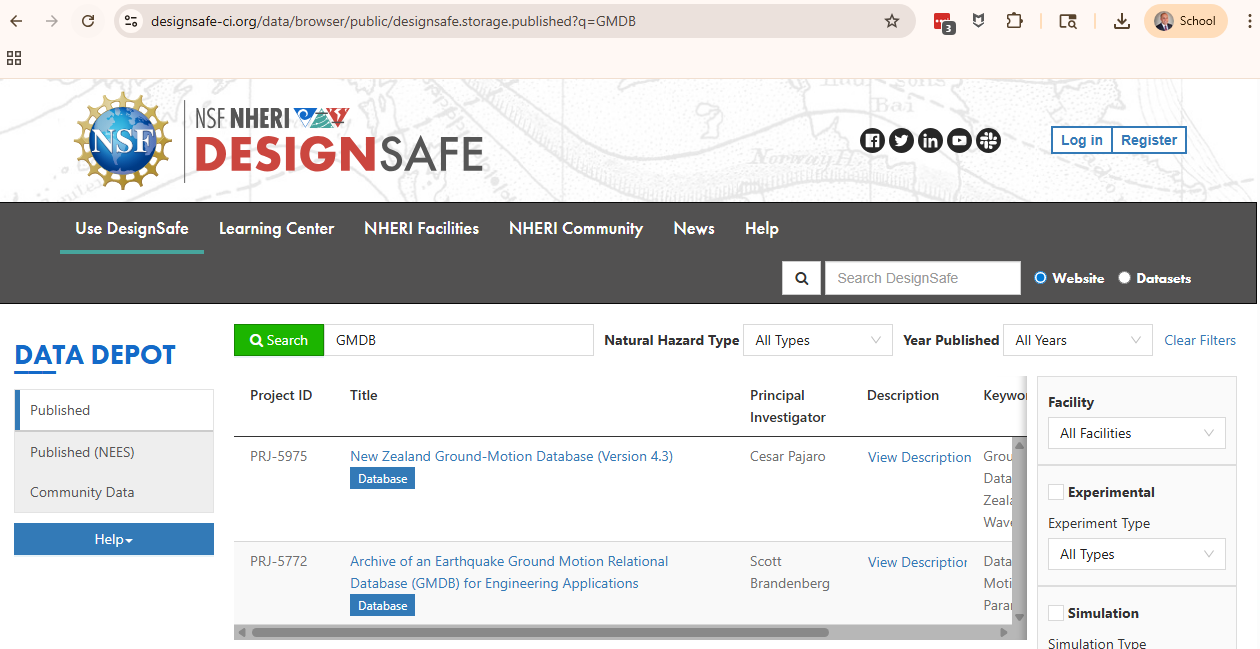 designsafe-ci.org/data/browser/public/designsafe.storage.published?q=GMDB
3
School
NSF
NSF NHERI
DESIGNSAFE
Log in
Register
Use DesignSafe
Learning Center
NHERI Facilities
NHERI Community
News
Help
Search DesignSafe
Website
Datasets
DATA DEPOT
Published
Published (NEES)
Community Data
Help
Search
GMDB
Natural Hazard Type
All Types
Year Published
All Years
Clear Filters
Project ID
Title
Principal
Investigator
Description
Keywo
PRJ-5975
New Zealand Ground-Motion Database (Version 4.3)
Database
Cesar Pajaro
View Description
Grou
Data
Zeala
Wave
PRJ-5772
Archive of an Earthquake Ground Motion Relational
Database (GMDB) for Engineering Applications
Database
Scott
Brandenberg
View Description
Data
Moti
Para
Facility
All Facilities
Experimental
Experiment Type
All Types
Simulation
Simulation Type